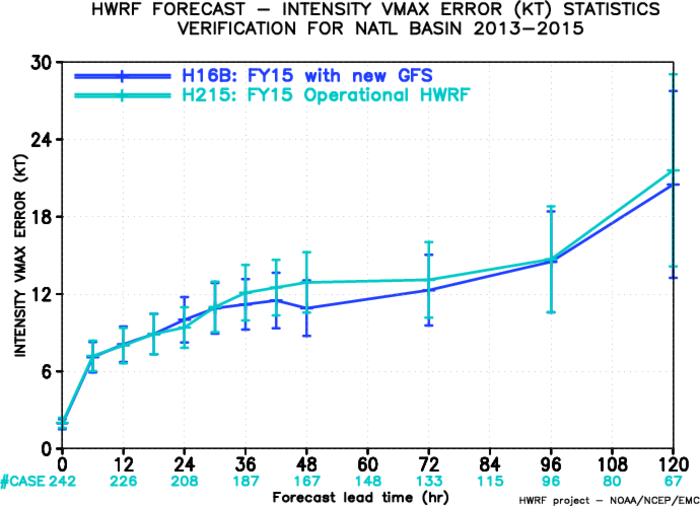 HWRF FORECAST – INTENSITY VMAX ERROR (KT) STATISTICS
VERIFICATION FOR NATL BASIN 2013–2015
H16B: FY15 with new GFS
H215: FY15 Operational HWRF
INTENSITY VMAX ERROR (KT)
30
24
18
12
6
0
0 12 24 36 48 60 72 84 96 108 120
#CASE 242 226 208 187 167 148 133 115 96 80 67
Forecast lead time (hr)
HWRF project – NOAA/NCEP/EMC